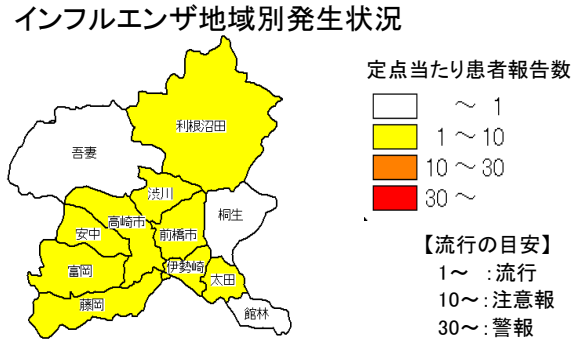 インフルエンザ地域別発生状況
定点当たり患者報告数
～ 1
1～10
10～30
30～
利根沼田
吾妻
渋川
桐生
高崎市
安中
前橋市
伊勢崎
富岡
太田
藤岡
館林
【流行の目安】
1～ ：流行
10～：注意報
30～：警報